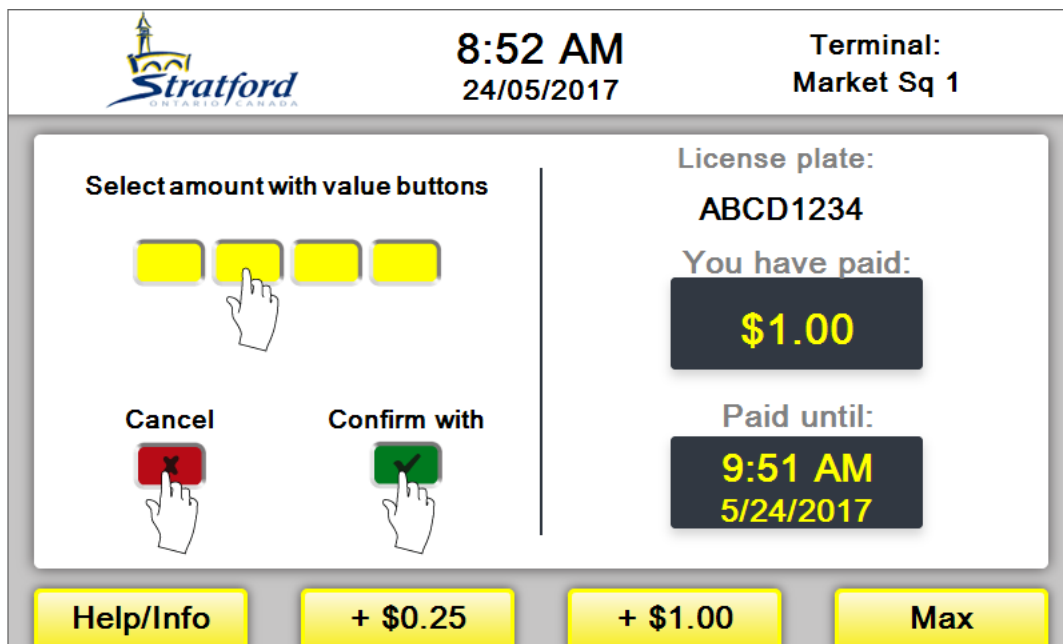 Stratford
ONTARIO CANADA
8:52 AM
24/05/2017
Terminal:
Market Sq 1
Select amount with value buttons
Cancel
Confirm with
License plate:
ABCD1234
You have paid:
$1.00
Paid until:
9:51 AM
5/24/2017
Help/Info
+ $0.25
+ $1.00
Max